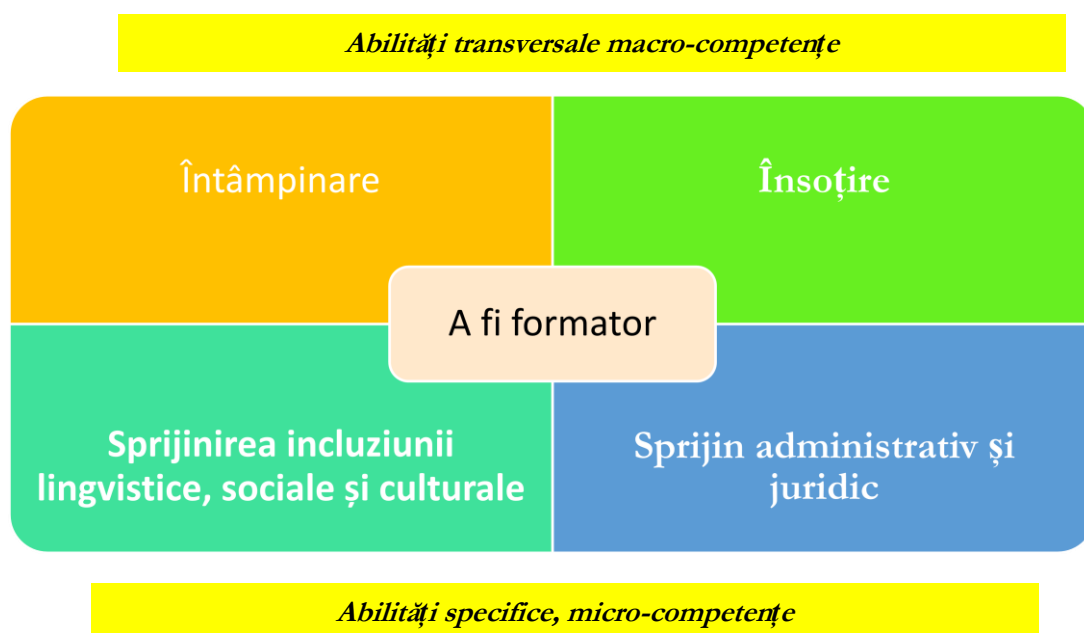 Abilități transversale macro-competențe
Întâmpinare
Însoțire
A fi formator
Sprijinirea incluziunii
lingvistice, sociale și culturale
Sprijin administrativ și
juridic
Abilități specifice, micro-competențe